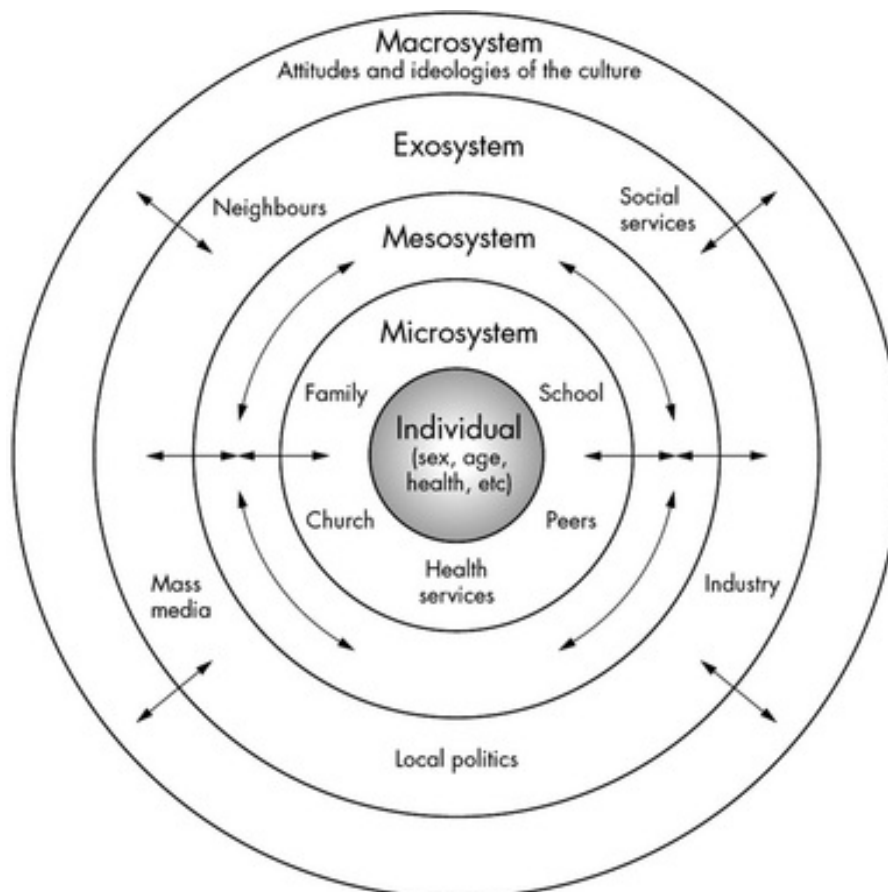 Macrosystem
Attitudes and ideologies of the culture
Exosystem
Neighbours
Social
services
Mesosystem
Microsystem
Family
School
Individual
(sex, age,
health, etc)
Church
Peers
Health
services
Mass
media
Industry
Local politics